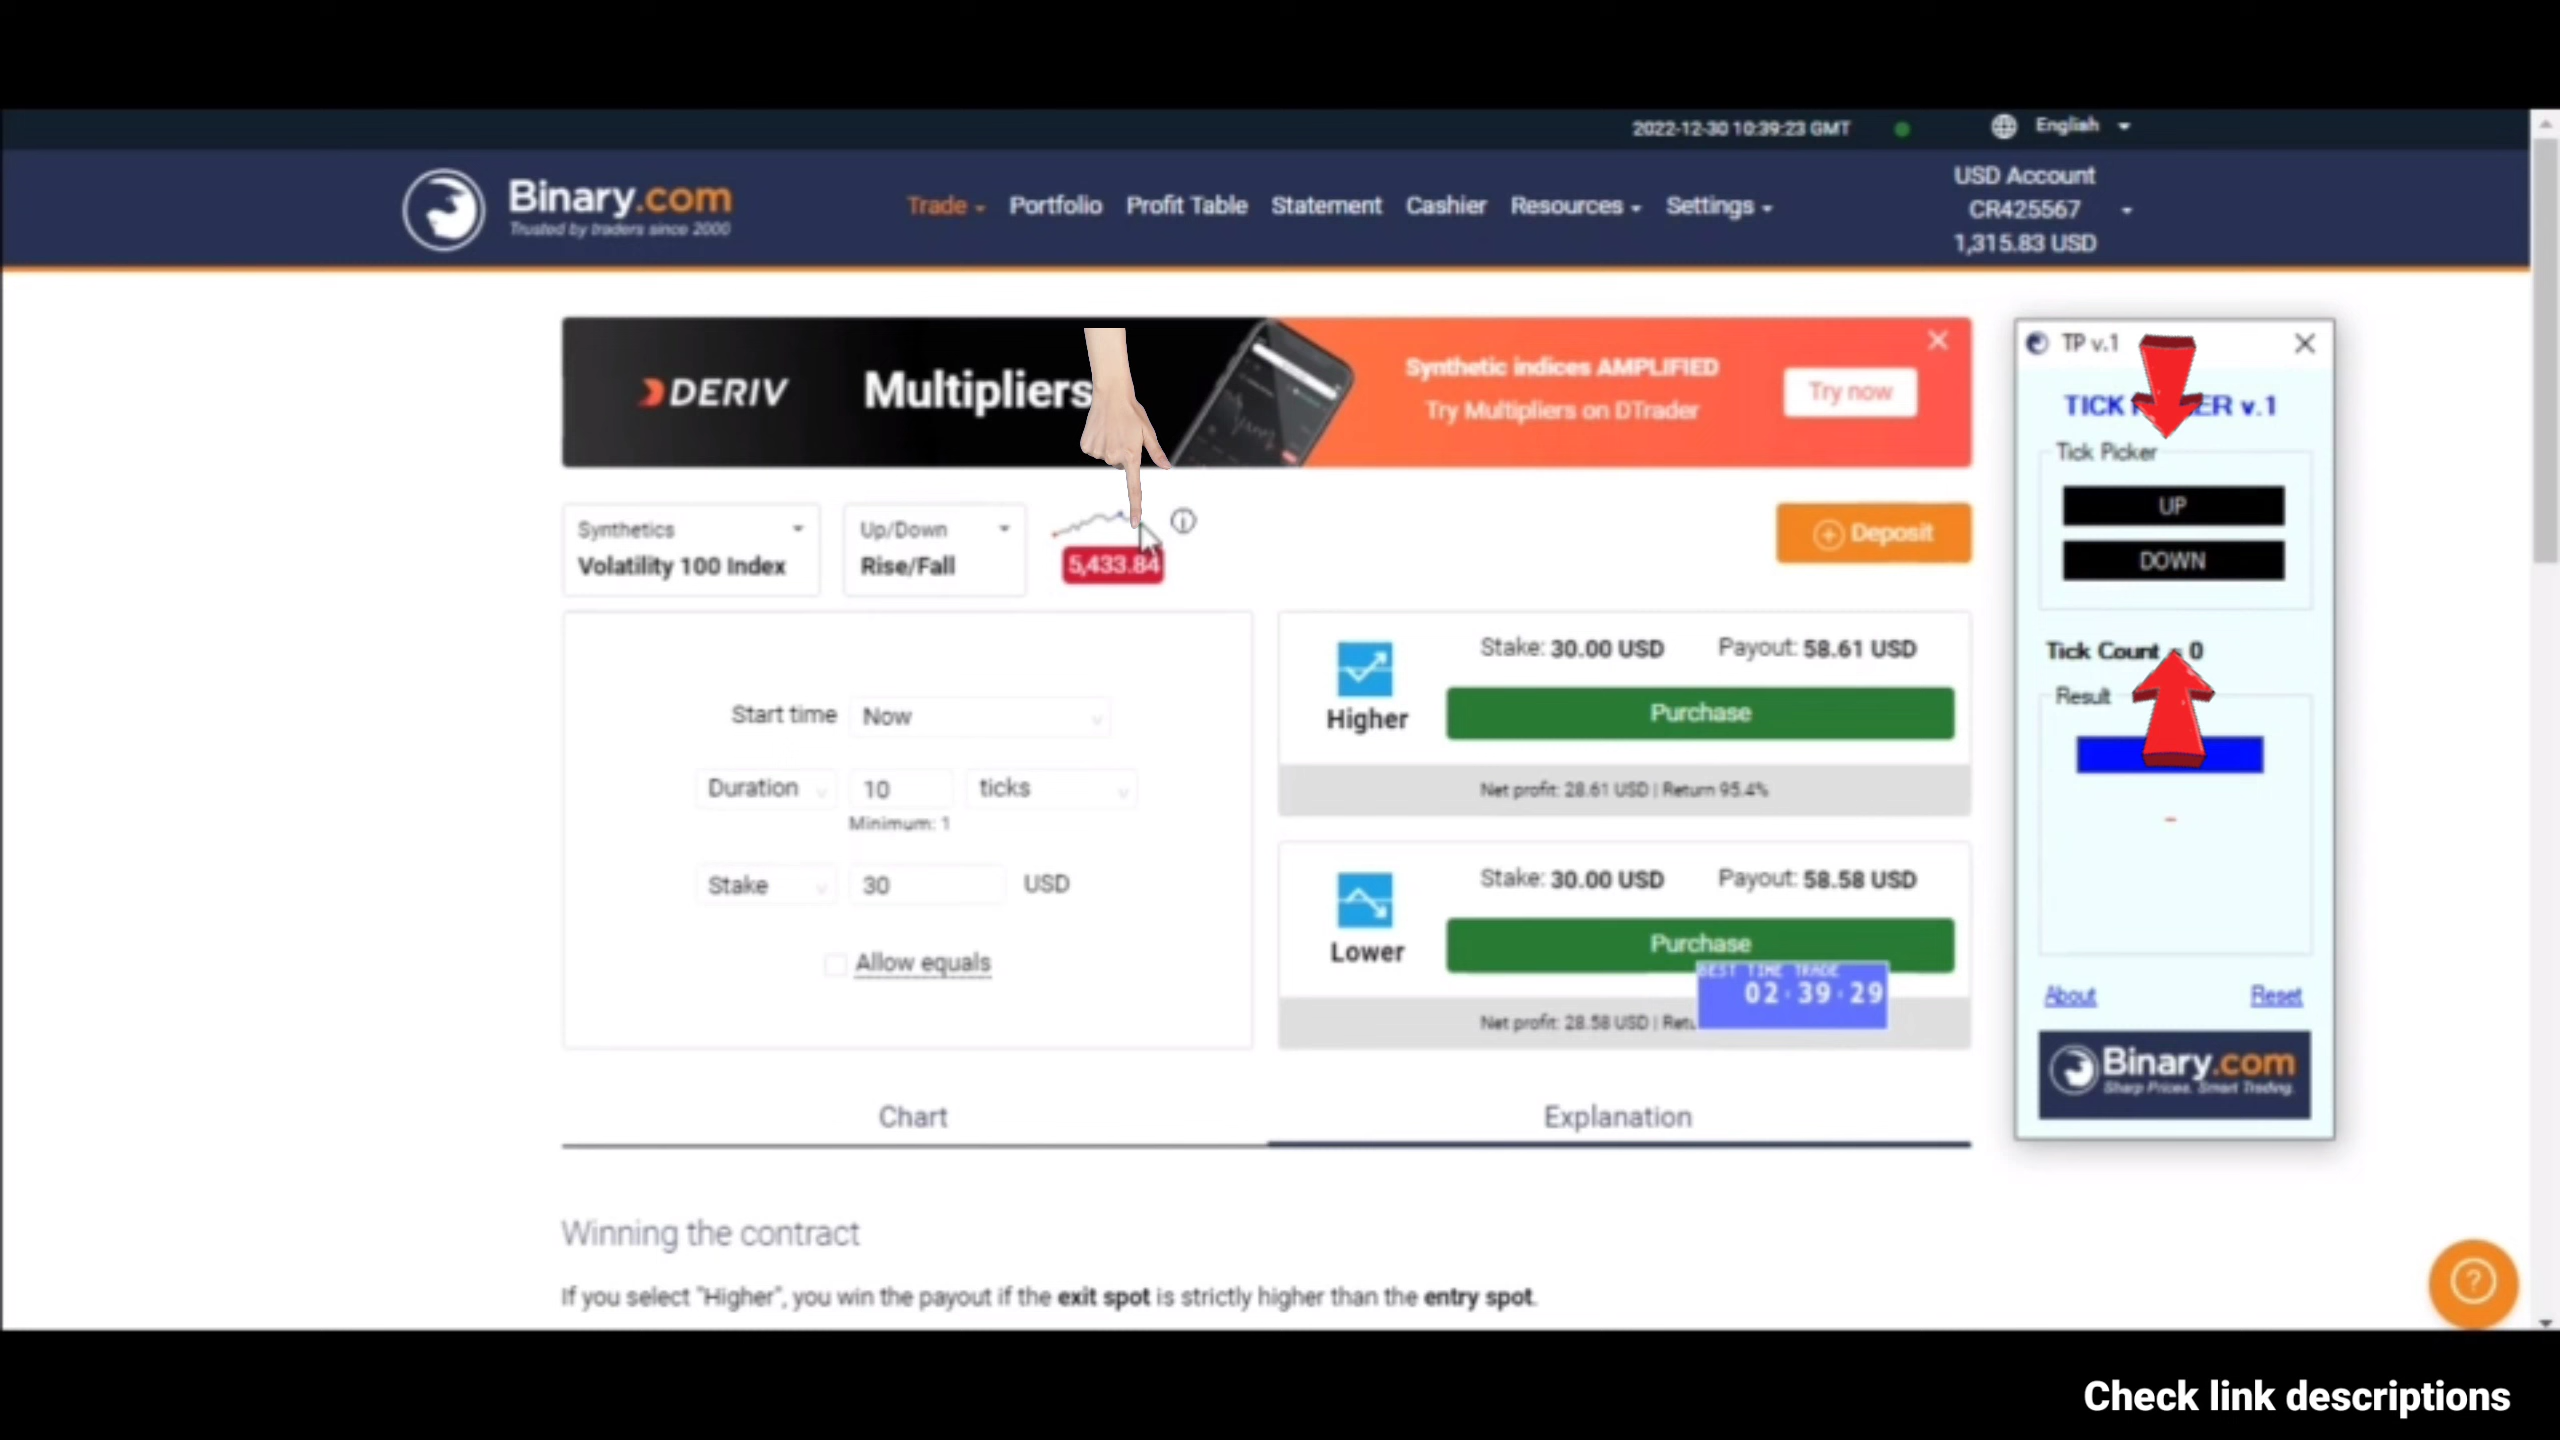 2022-12-30 10:39:23 GMT
English
Binary.com
Trusted by traders since 2000
Trade
Portfolio
Profit Table
Statement
Cashier
Resources
Settings
USD Account
CR425567
1,315.83 USD
DERIV
Multipliers
Synthetic indices AMPLIFIED
Try Multipliers on DTrader
Try now
Synthetics
Volatility 100 Index
Up/Down
Rise/Fall
5,433.84
Deposit
Start time
Now
Duration
10
ticks
Minimum: 1
Stake
30
USD
Allow equals
Higher
Stake: 30.00 USD
Payout: 58.61 USD
Purchase
Net profit: 28.61 USD | Return 95.4%
Lower
Stake: 30.00 USD
Payout: 58.58 USD
Purchase
Net profit: 28.58 USD |
BEST TIME TRADE
02:39:29
Chart
Explanation
Winning the contract
If you select "Higher", you win the payout if the exit spot is strictly higher than the entry spot.
TP v.1
v.1
Tick Picker
UP
DOWN
Tick Count = 0
Result
-
About
Reset
Binary.com
Sharp Prices. Smart Trading.
Check link descriptions